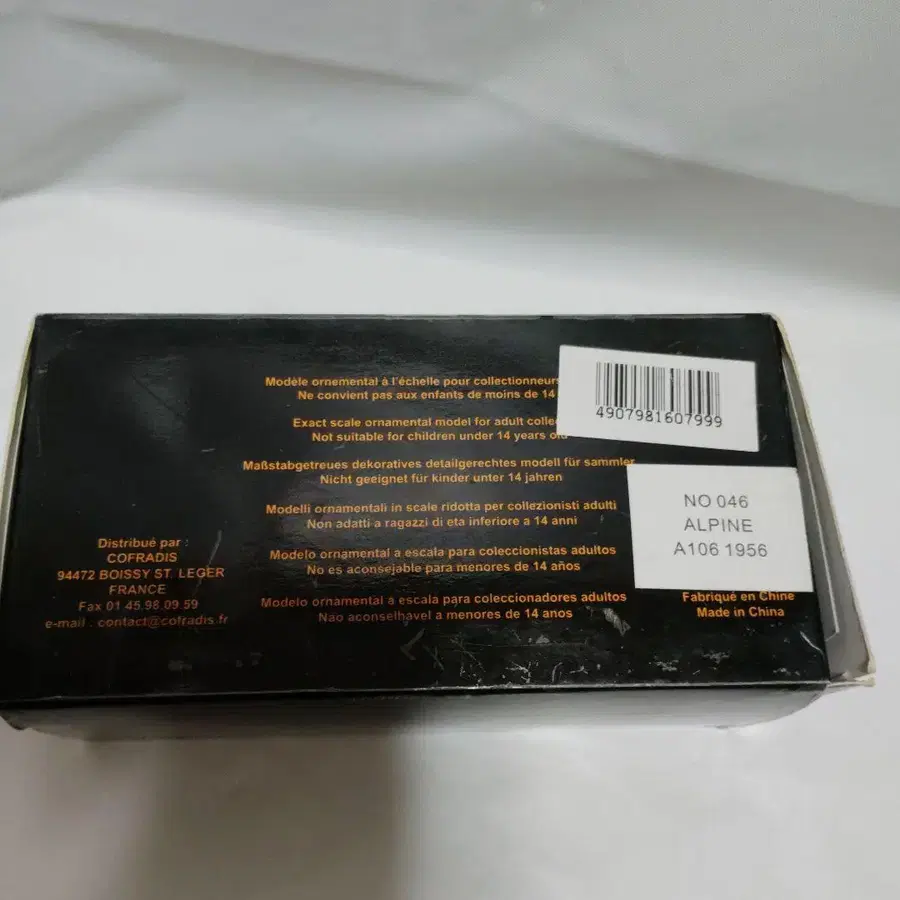 Modèle ornemental à l'échelle pour collectionneurs
Ne convient pas aux enfants de moins de 14
Exact scale ornamental model for adult
Not suitable for children under 14 years old
Maßstabgetreues dekoratives detailgerechtes modell für sammler
Nicht geeignet für kinder unter 14 jahren
Modelli ornamentali in scale ridotta per collezionisti adulti
Non adatti a ragazzi di eta inferiore a 14 anni
Modelo ornamental a escala para coleccionistas adultos
No es aconsejable para menores de 14 años
Modelo ornamental à escala para coleccionadores adultos
Nao aconselhavel a menores de 14 anos
Distribué par :
COFRADIS
94472 BOISSY ST. LEGER
FRANCE
Fax 01.45.98.09.59
e-mail : contact@cofradis.fr
4907981607999
NO 046
ALPINE
A106 1956
Fabriqué en Chine
Made in China